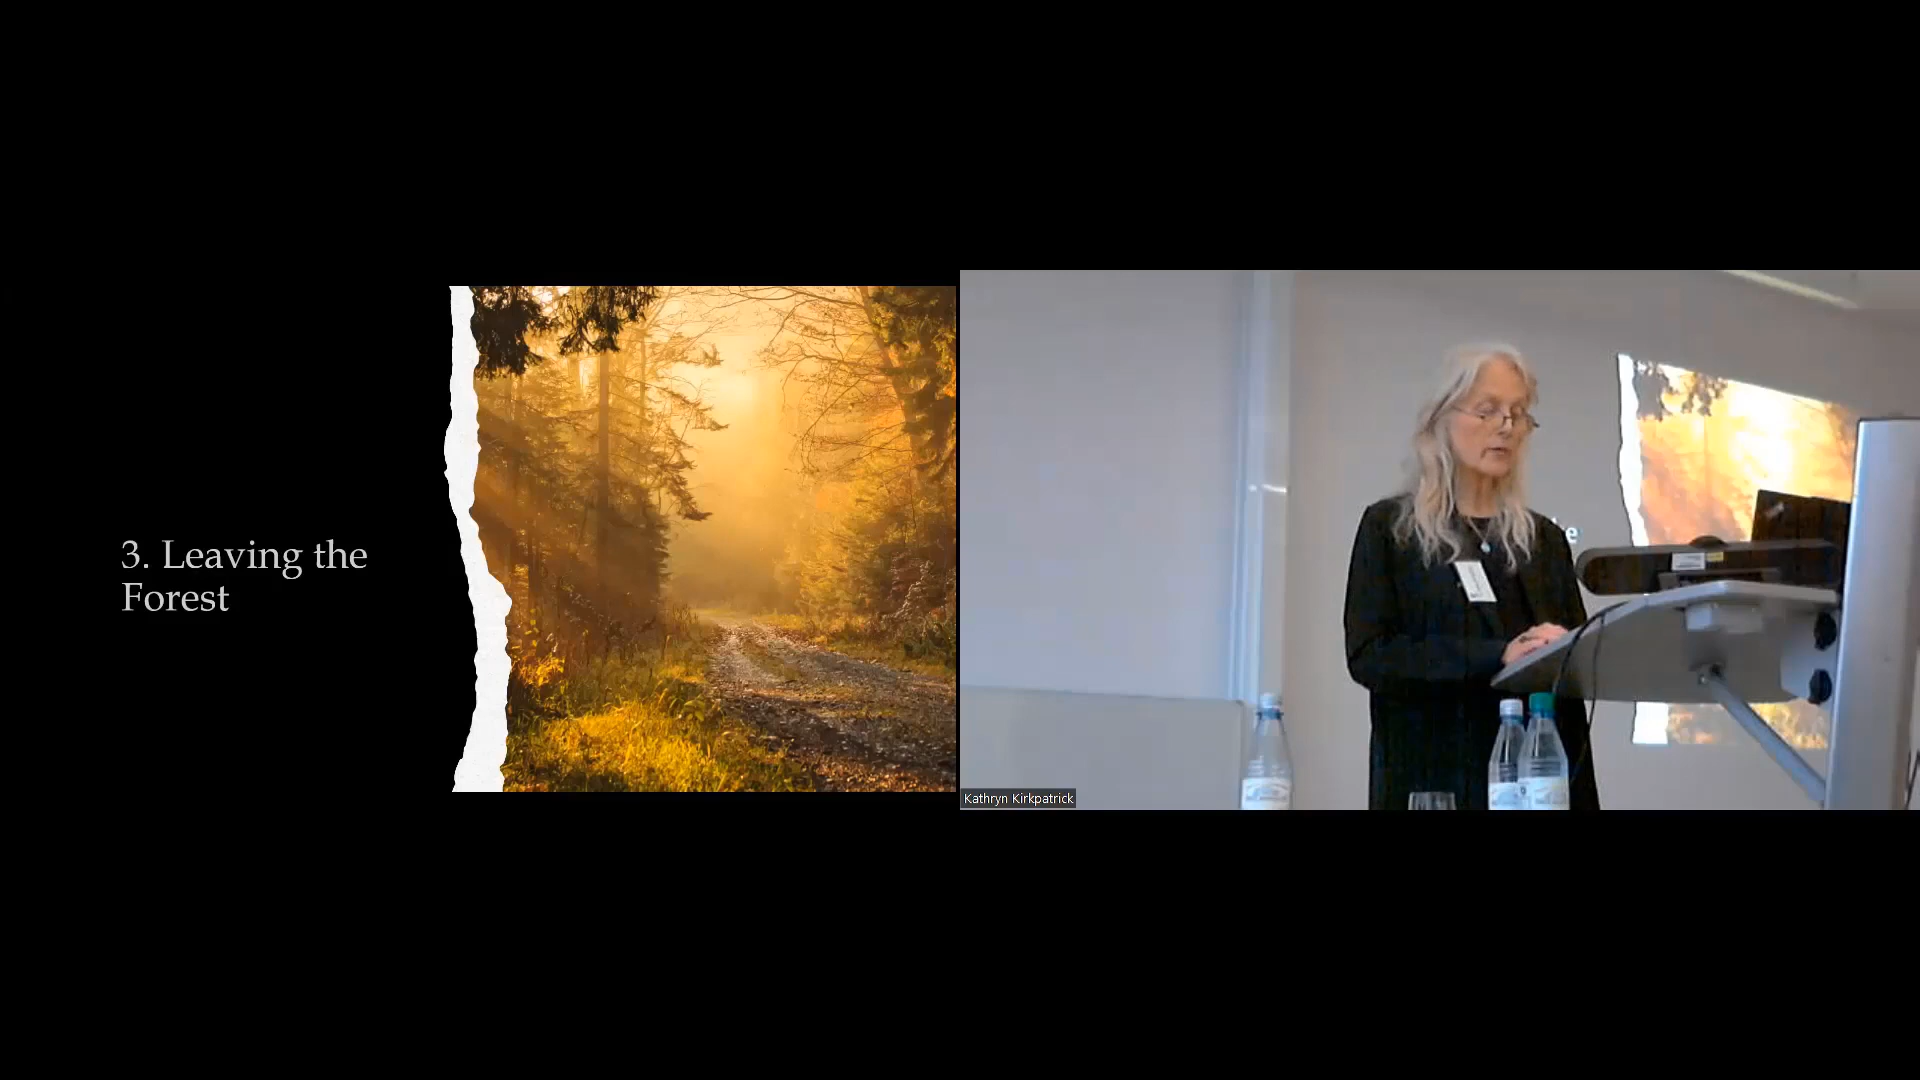 3. Leaving the
Forest
Kathryn Kirkpatrick